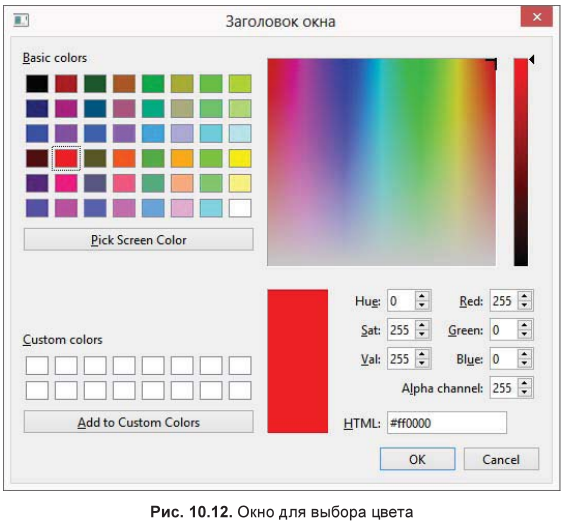 Заголовок окна
Basic colors
Pick Screen Color
Custom colors
Add to Custom Colors
Hue: 0 Red: 255
Sat: 255 Green: 0
Val: 255 Blue: 0
Alpha channel: 255
HTML: #ff0000
OK Cancel
Рис. 10.12. Окно для выбора цвета